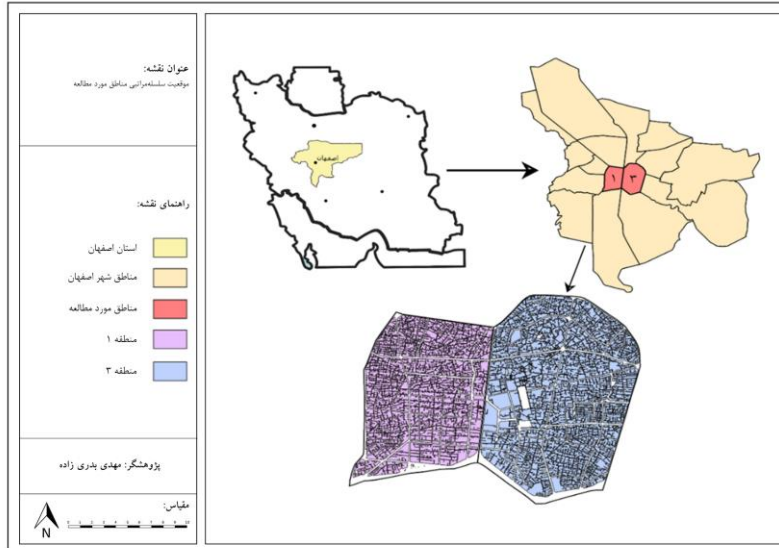 عنوان نقشه:
موقعیت سلسله‌مراتبی مناطق مورد مطالعه
راهنمای نقشه:
استان اصفهان
مناطق شهر اصفهان
مناطق مورد مطالعه
منطقه ۱
منطقه ۳
پژوهشگر: مهدی بدری زاده
مقیاس:
N
اصفهان
۱ ۳